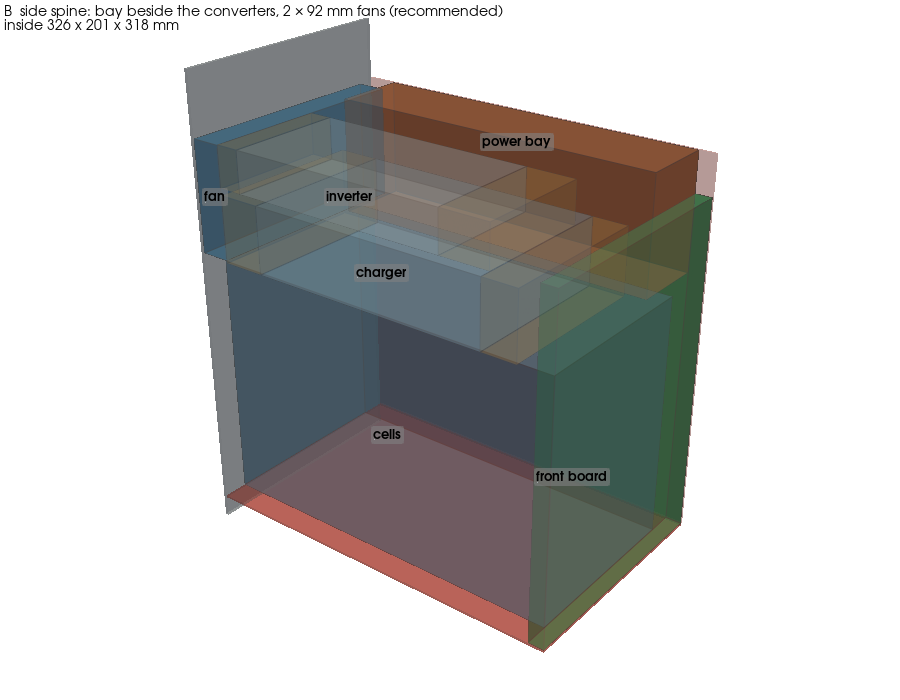 B  side spine: bay beside the converters, 2 × 92 mm fans (recommended)
inside 326 x 201 x 318 mm
power bay
fan
inverter
charger
cells
front board